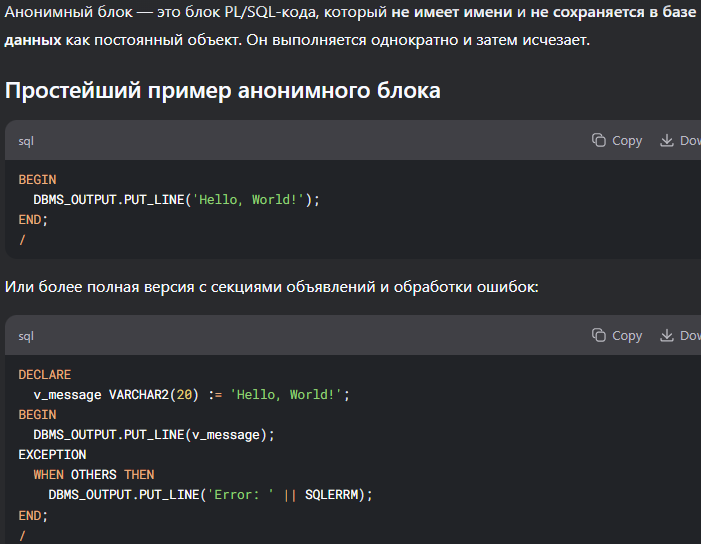 Анонимный блок — это блок PL/SQL-кода, который не имеет имени и не сохраняется в базе
данных как постоянный объект. Он выполняется однократно и затем исчезает.
Простейший пример анонимного блока
sql Copy Dow
BEGIN
  DBMS_OUTPUT.PUT_LINE('Hello, World!');
END;
/
Или более полная версия с секциями объявлений и обработки ошибок:
sql Copy Dow
DECLARE
  v_message VARCHAR2(20) := 'Hello, World!';
BEGIN
  DBMS_OUTPUT.PUT_LINE(v_message);
EXCEPTION
  WHEN OTHERS THEN
    DBMS_OUTPUT.PUT_LINE('Error: ' || SQLERRM);
END;
/